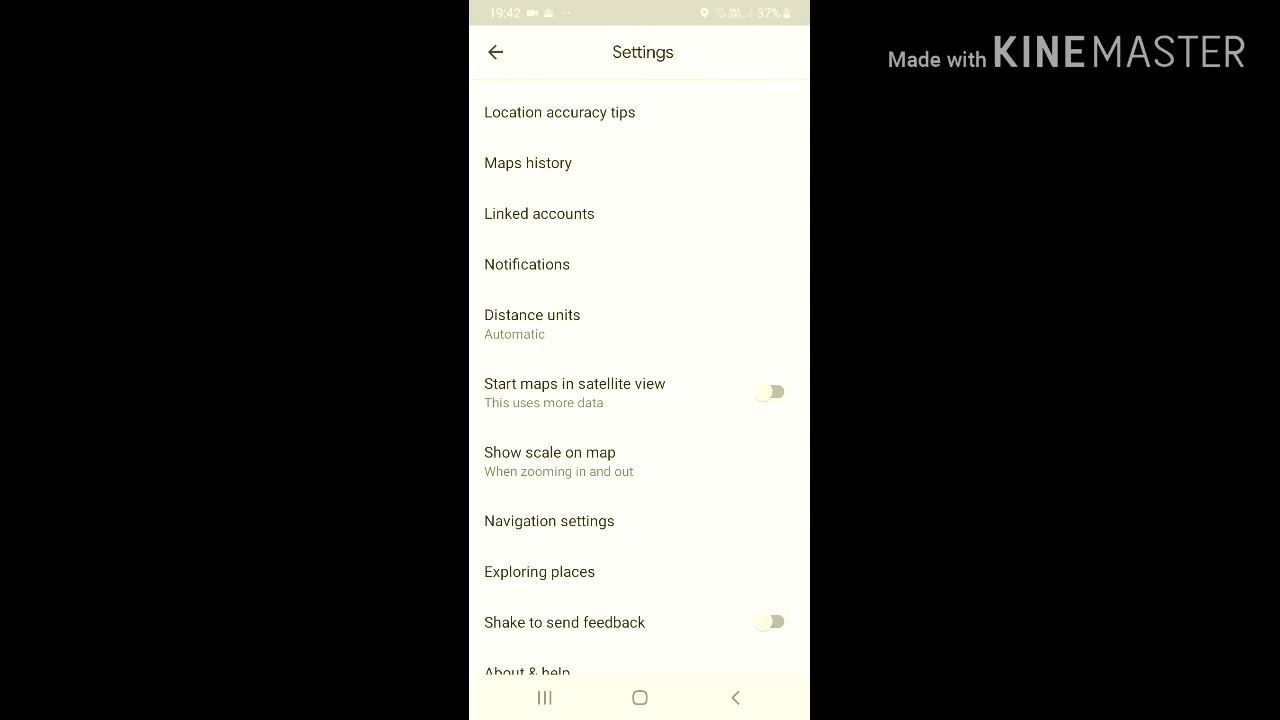 19:42
37%
Made with KINEMASTER
Settings
Location accuracy tips
Maps history
Linked accounts
Notifications
Distance units
Automatic
Start maps in satellite view
This uses more data
Show scale on map
When zooming in and out
Navigation settings
Exploring places
Shake to send feedback
About & help